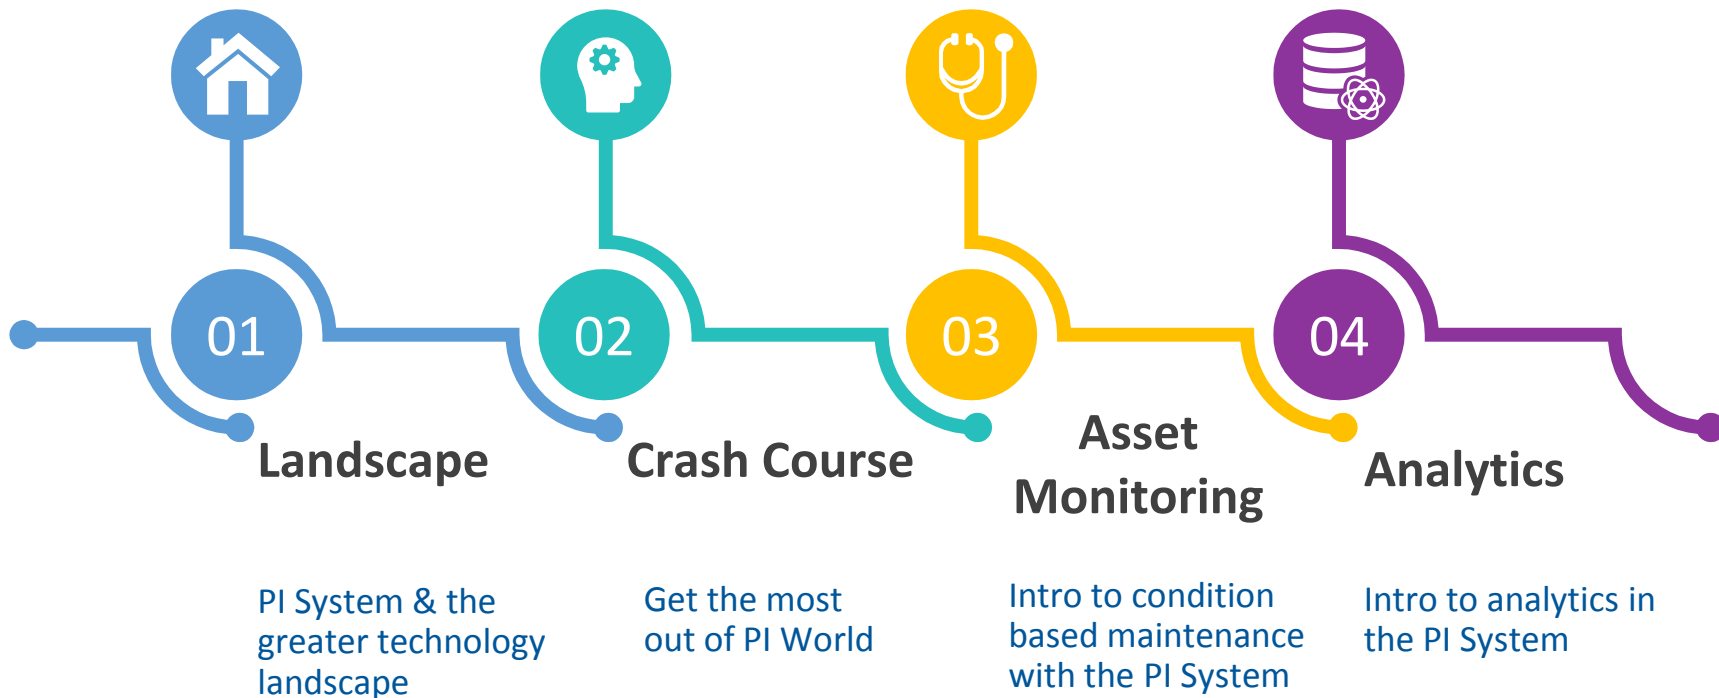 01
02
03
04
Landscape
Crash Course
Asset
Monitoring
Analytics
PI System & the
greater technology
landscape
Get the most
out of PI World
Intro to condition
based maintenance
with the PI System
Intro to analytics in
the PI System